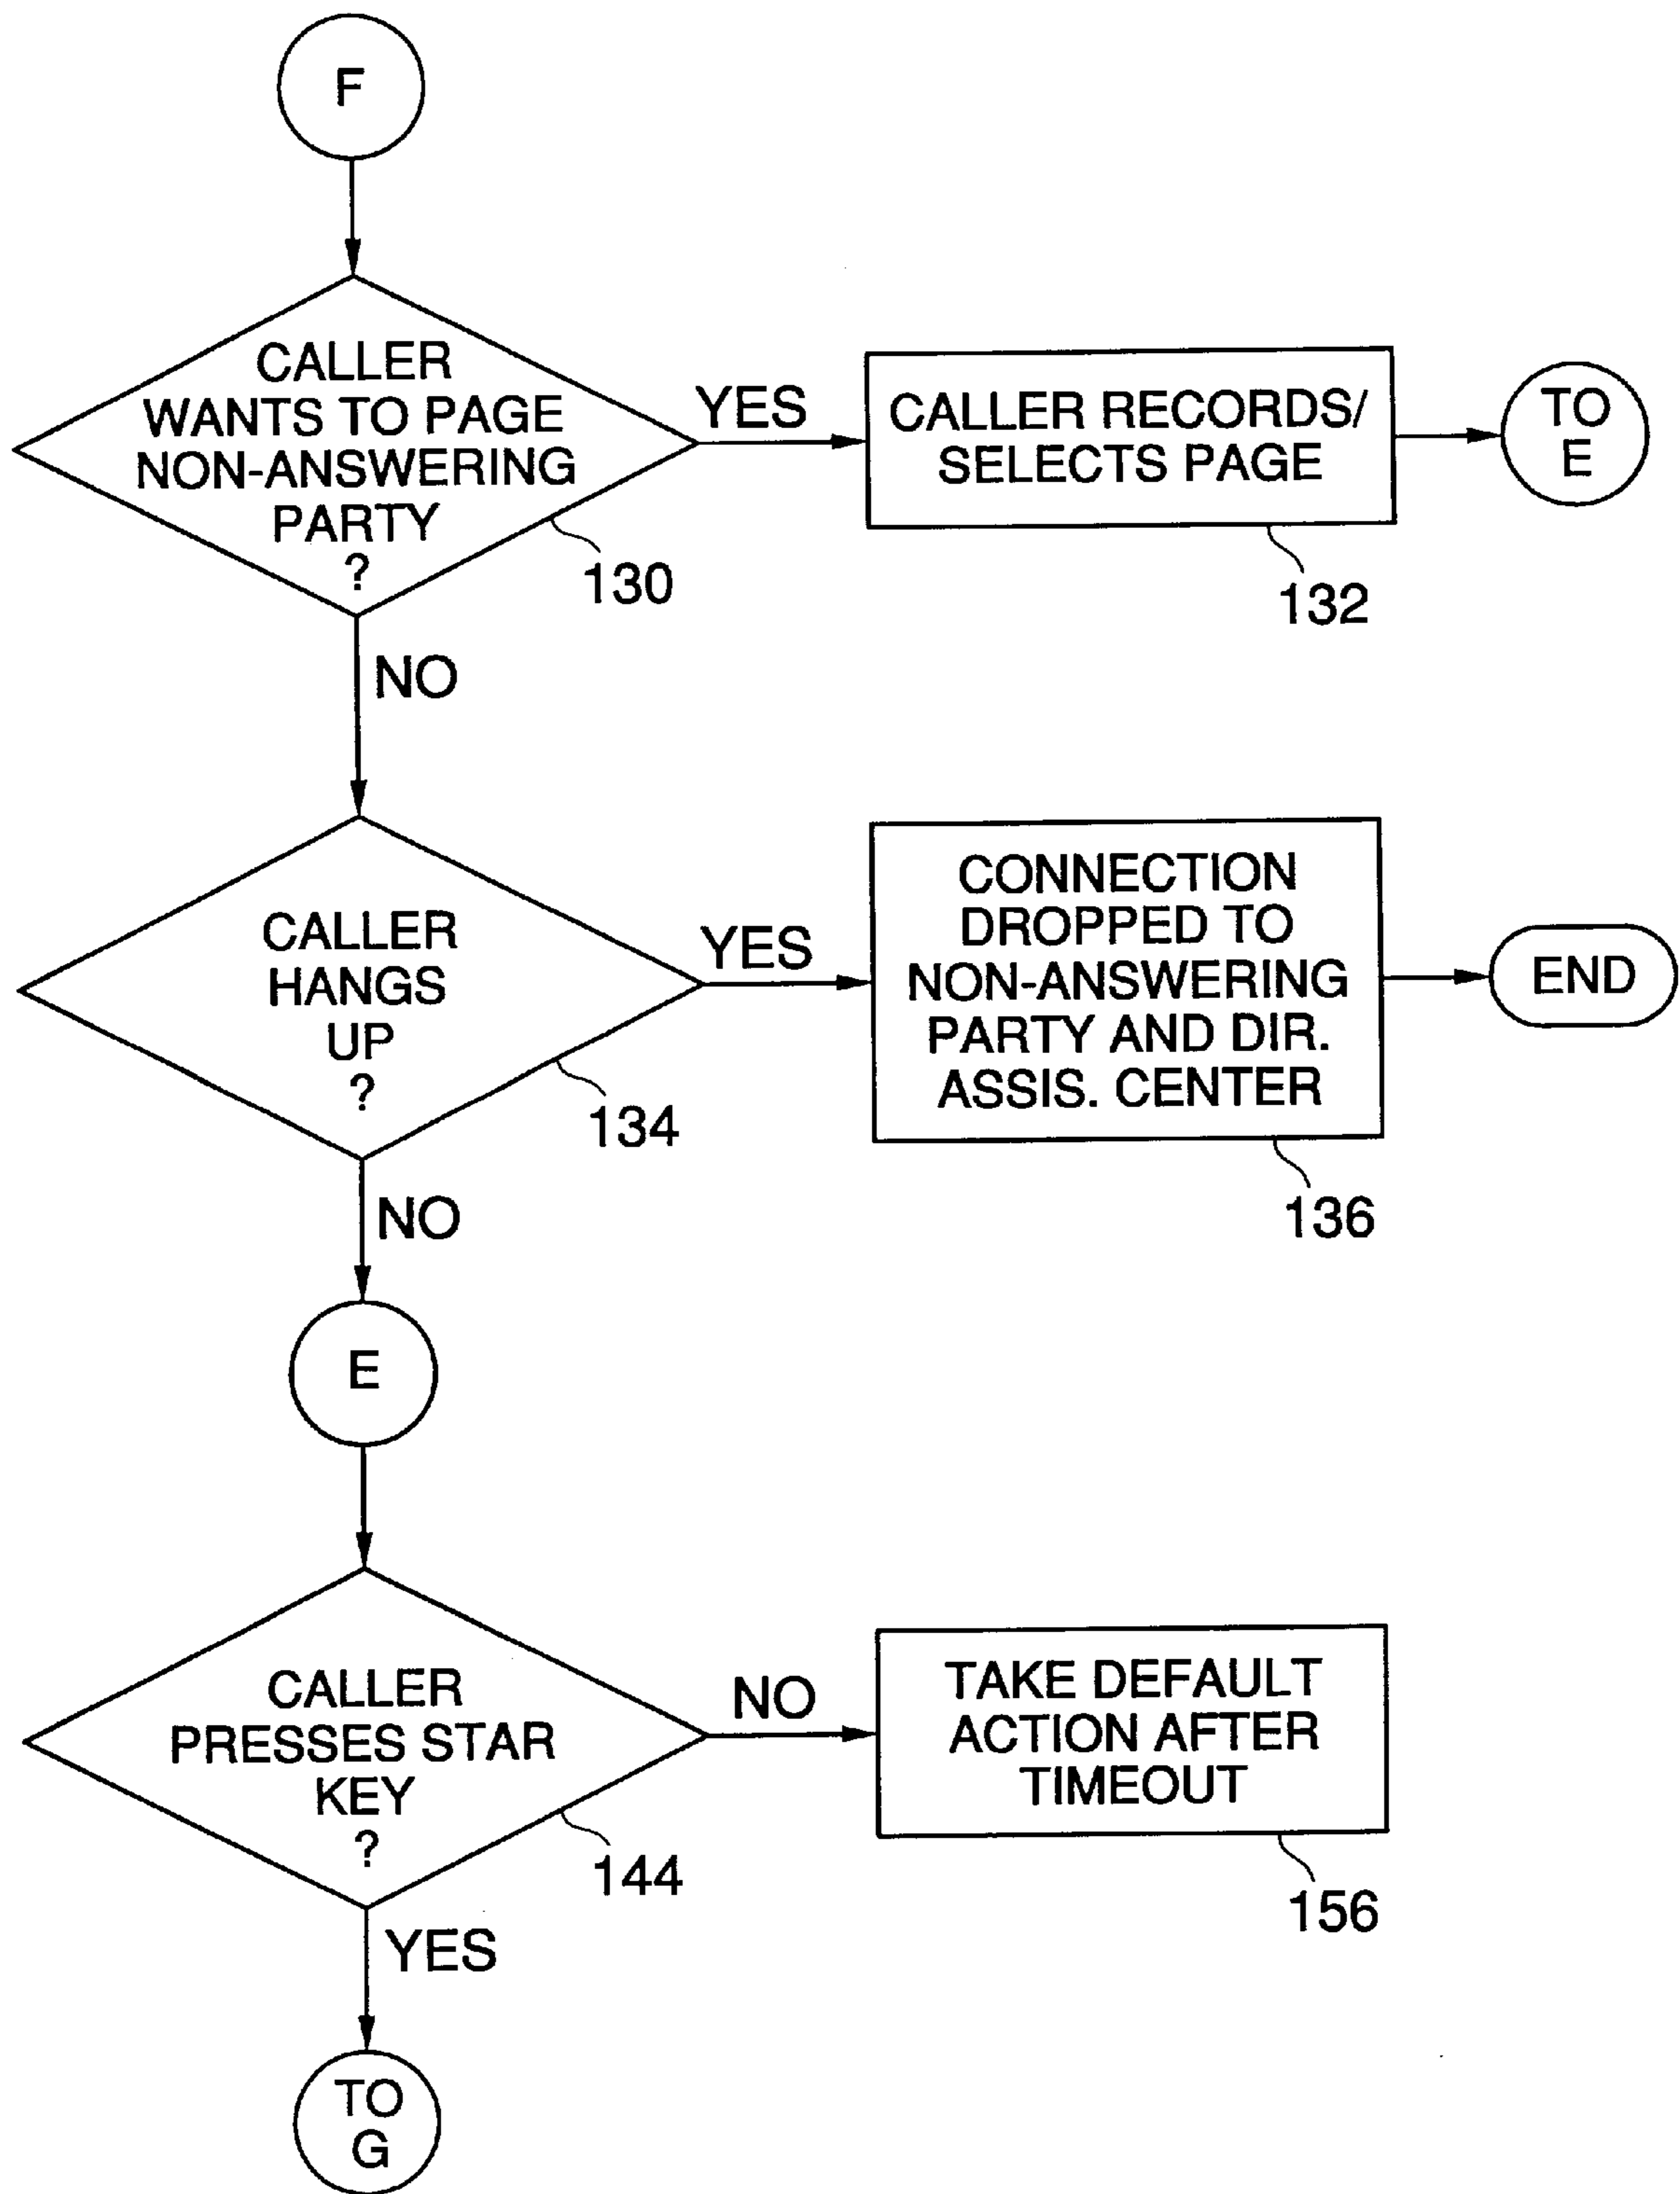 F
CALLER
WANTS TO PAGE
NON-ANSWERING
PARTY
?
130
YES
CALLER RECORDS/
SELECTS PAGE
132
TO
E
NO
CALLER
HANGS
UP
?
134
YES
CONNECTION
DROPPED TO
NON-ANSWERING
PARTY AND DIR.
ASSIS. CENTER
136
END
NO
E
CALLER
PRESSES STAR
KEY
?
144
NO
TAKE DEFAULT
ACTION AFTER
TIMEOUT
156
YES
TO
G